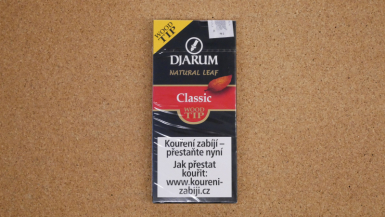 WOOD
TIP
DJARUM
NATURAL LEAF
Classic
WOOD
TIP
Kouření zabíjí –
přestaňte nyní
Jak přestat
kouřit:
www.koureni-
zabiji.cz